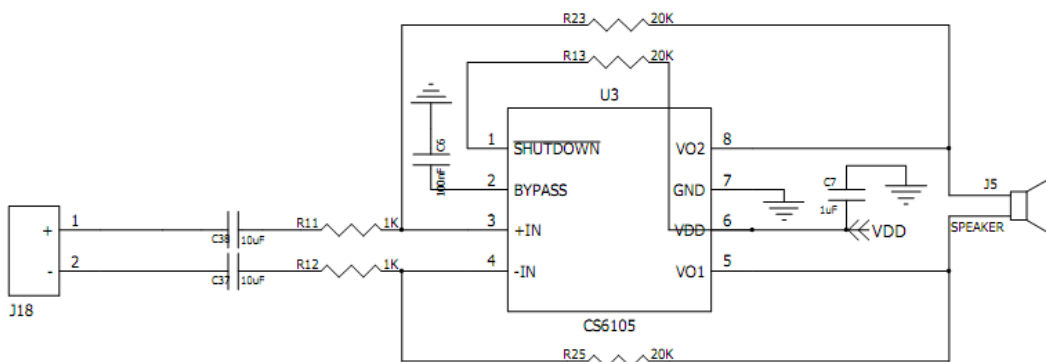 R23 20K
R13 20K
U3
C6
100nF
1 SHUTDOWN VO2 8
2 BYPASS GND 7
C7
1uF
J5
+ 1
C38 10uF
R11 1K
3 +IN VDD 6
VDD
SPEAKER
- 2
C37 10uF
R12 1K
4 -IN VO1 5
J18
CS6105
R25 20K